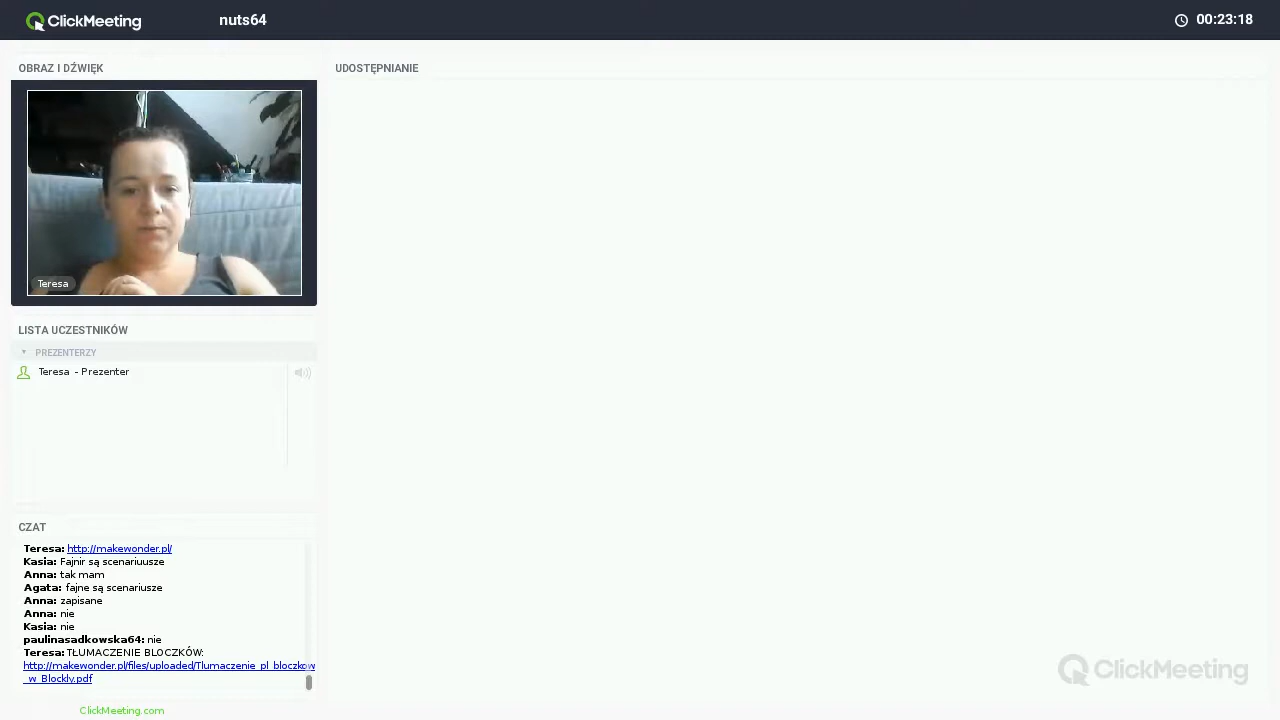 ClickMeeting
nuts64
00:23:18
OBRAZ I DŹWIĘK
UDOSTĘPNIANIE
Teresa
LISTA UCZESTNIKÓW
PREZENTERZY
Teresa - Prezenter
CZAT
Teresa: http://makewonder.pl/
Kasia: Fajnir są scenariuusze
Anna: tak mam
Agata: fajne są scenariusze
Anna: zapisane
Anna: nie
Kasia: nie
paulinasadkowska64: nie
Teresa: TŁUMACZENIE BLOCZKÓW:
http://makewonder.pl/files/uploaded/Tlumaczenie_pl_bloczkow
_w_Blockly.pdf
ClickMeeting
ClickMeeting.com